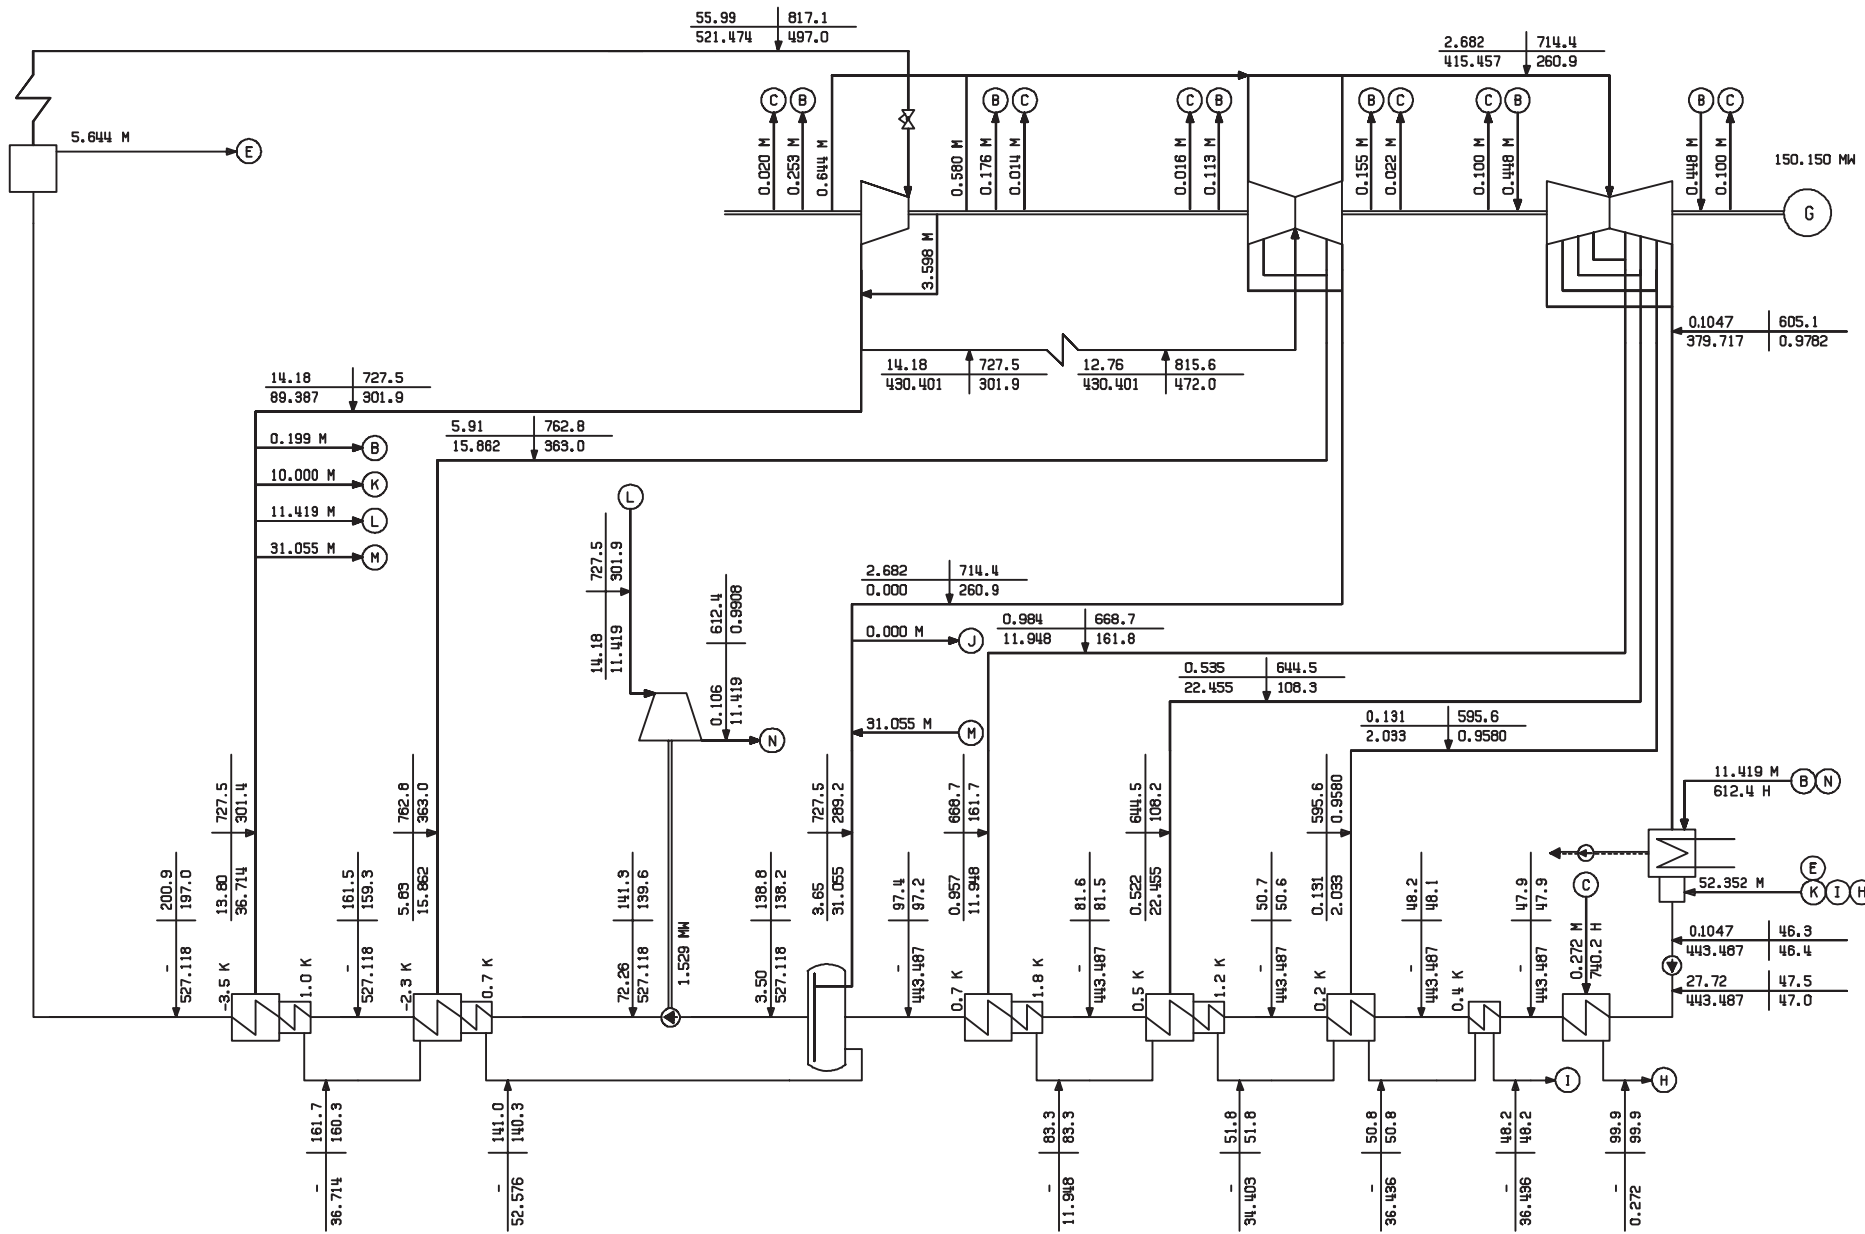 55.99 817.1
521.474 497.0
2.682 714.4
415.457 260.9
C
B
B
C
C
B
B
C
C
B
B
C
5.644 M
E
0.020 M
0.253 M
0.644 M
0.580 M
0.176 M
0.014 M
0.016 M
0.113 M
0.155 M
0.022 M
0.100 M
0.448 M
0.448 M
0.100 M
150.150 MW
G
3.598 M
0.1047 605.1
379.717 0.9782
14.18 727.5
430.401 301.9
12.76 815.6
430.401 472.0
14.18 727.5
89.387 301.9
5.91 762.8
15.862 363.0
0.199 M
B
10.000 M
K
11.419 M
L
31.055 M
M
L
727.5
301.9
14.18
11.419
612.4
0.9908
0.106
11.419
N
2.682 714.4
0.000 260.9
0.000 M
J
0.984 668.7
11.948 161.8
0.535 644.5
22.455 108.3
31.055 M
M
0.131 595.6
2.033 0.9580
11.419 M
612.4 H
B
N
200.9
197.0
-
527.118
727.5
301.4
13.80
36.714
161.5
159.3
-
527.118
762.8
363.0
5.83
15.862
141.3
139.6
72.26
527.118
1.529 MW
138.8
138.2
3.50
527.118
727.5
289.2
3.65
31.055
97.4
97.2
-
443.487
668.7
161.7
0.957
11.948
81.6
81.5
-
443.487
644.5
108.2
0.522
22.455
50.7
50.6
-
443.487
595.6
0.9580
0.131
2.033
48.2
48.1
-
443.487
47.9
47.9
-
443.487
C
0.272 M
740.2 H
E
52.352 M
K
I
H
0.1047 46.3
443.487 46.4
27.72 47.5
443.487 47.0
-3.5 K
1.0 K
-2.3 K
0.7 K
0.7 K
1.8 K
0.5 K
1.2 K
0.2 K
0.4 K
I
H
161.7
160.3
-
36.714
141.0
140.3
-
52.576
83.3
83.3
-
11.948
51.8
51.8
-
34.403
50.8
50.8
-
36.436
48.2
48.2
-
36.436
99.9
99.9
-
0.272